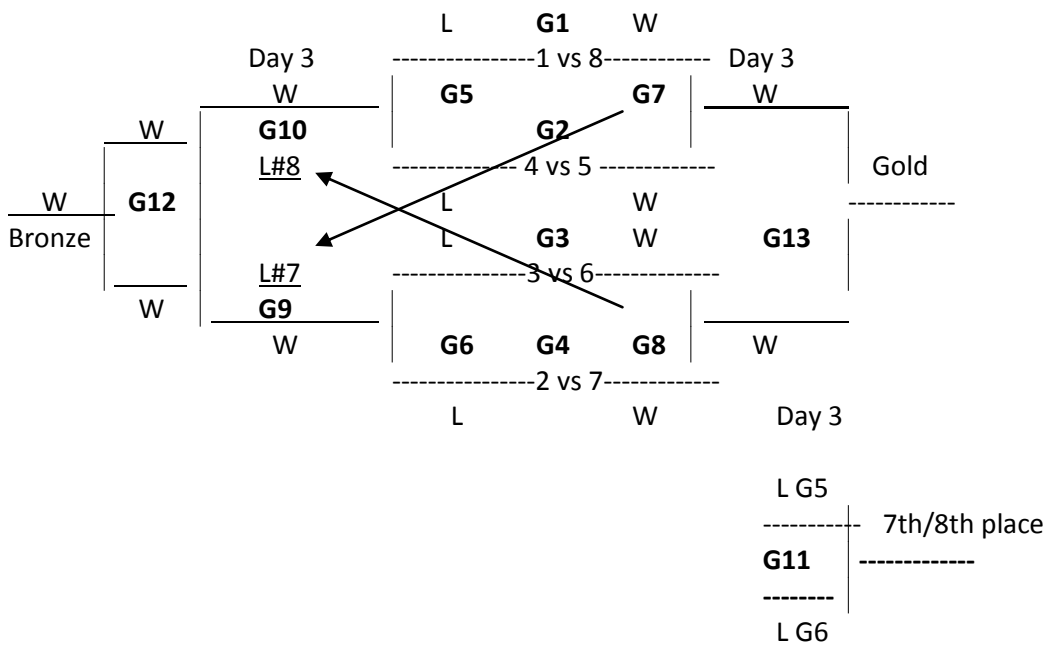 L G1 W
Day 3 ---------------1 vs 8----------- Day 3
W G5 G7 W
W G10 G2
L#8 ------------- 4 vs 5 ------------ Gold
W G12 L W ------------
Bronze L G3 W G13
L#7 ---------------3 vs 6-------------
W G9
W G6 G4 G8 W
---------------2 vs 7-------------
L W Day 3
L G5
----------- 7th/8th place
G11 -------------
--------
L G6